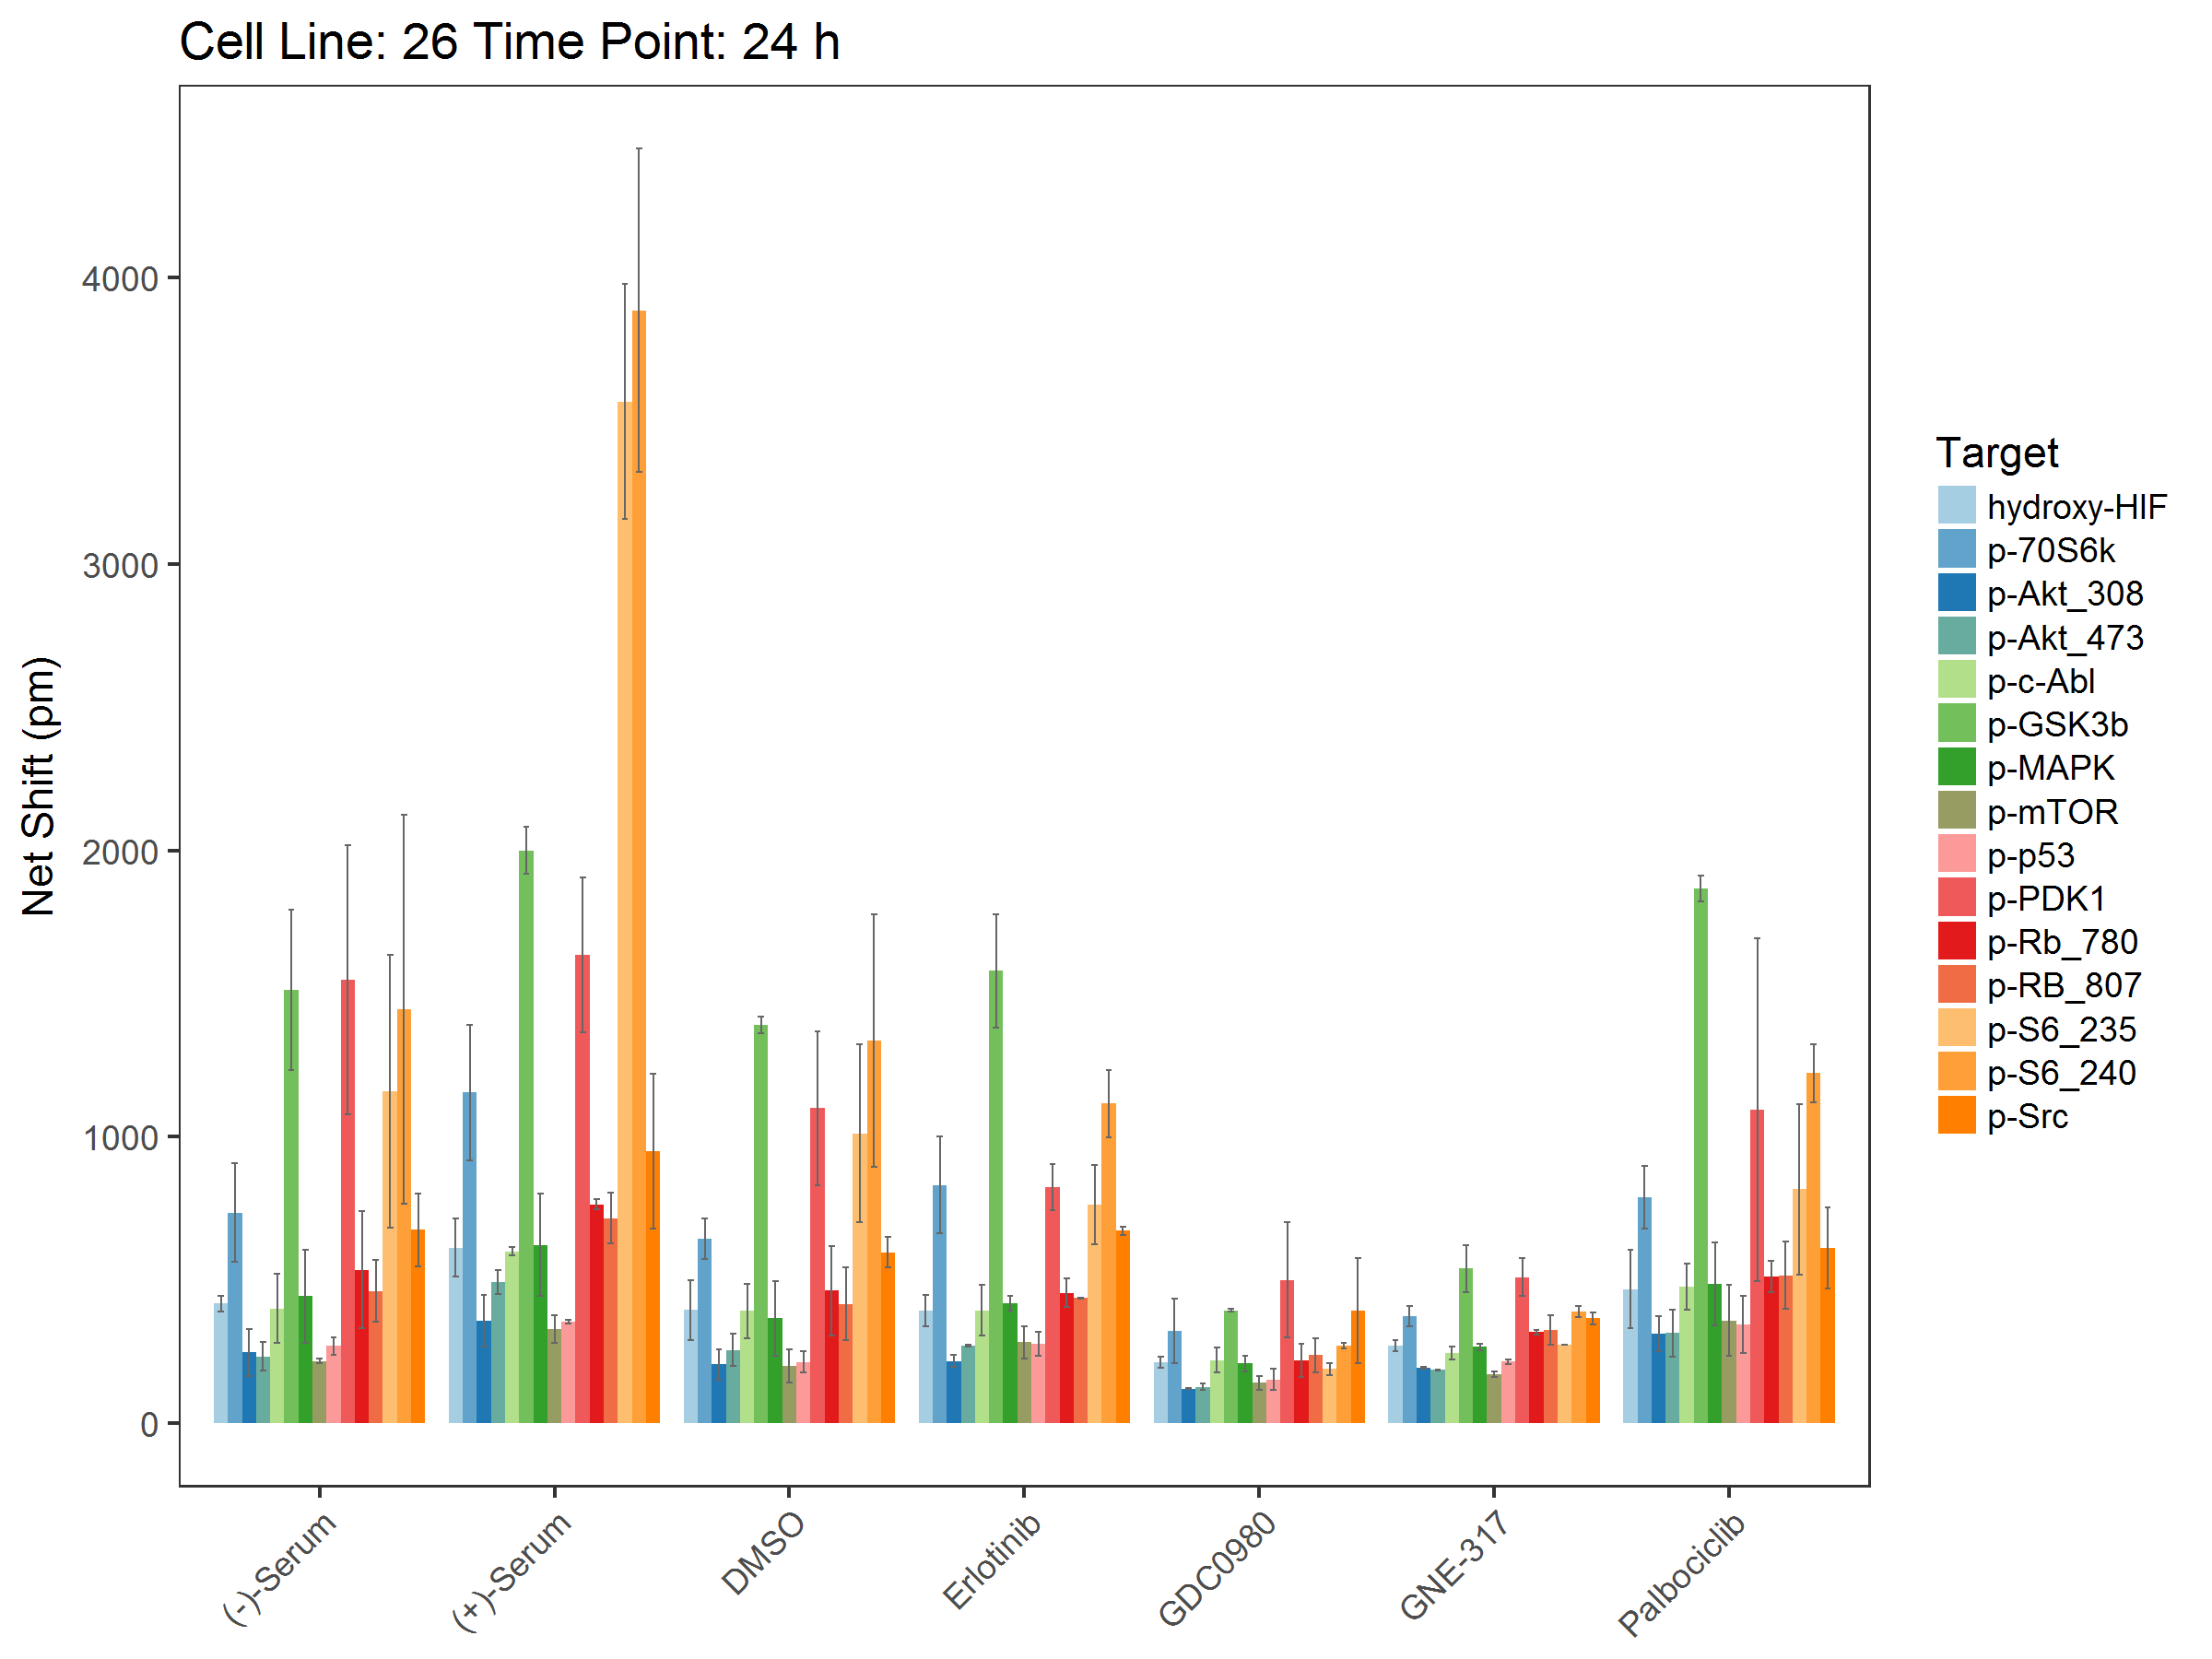 Cell Line: 26 Time Point: 24 h
Net Shift (pm)
4000
3000
2000
1000
0
(-)-Serum
(+)-Serum
DMSO
Erlotinib
GDC0980
GNE-317
Palbociclib
Target
hydroxy-HIF
p-70S6k
p-Akt_308
p-Akt_473
p-c-Abl
p-GSK3b
p-MAPK
p-mTOR
p-p53
p-PDK1
p-Rb_780
p-RB_807
p-S6_235
p-S6_240
p-Src